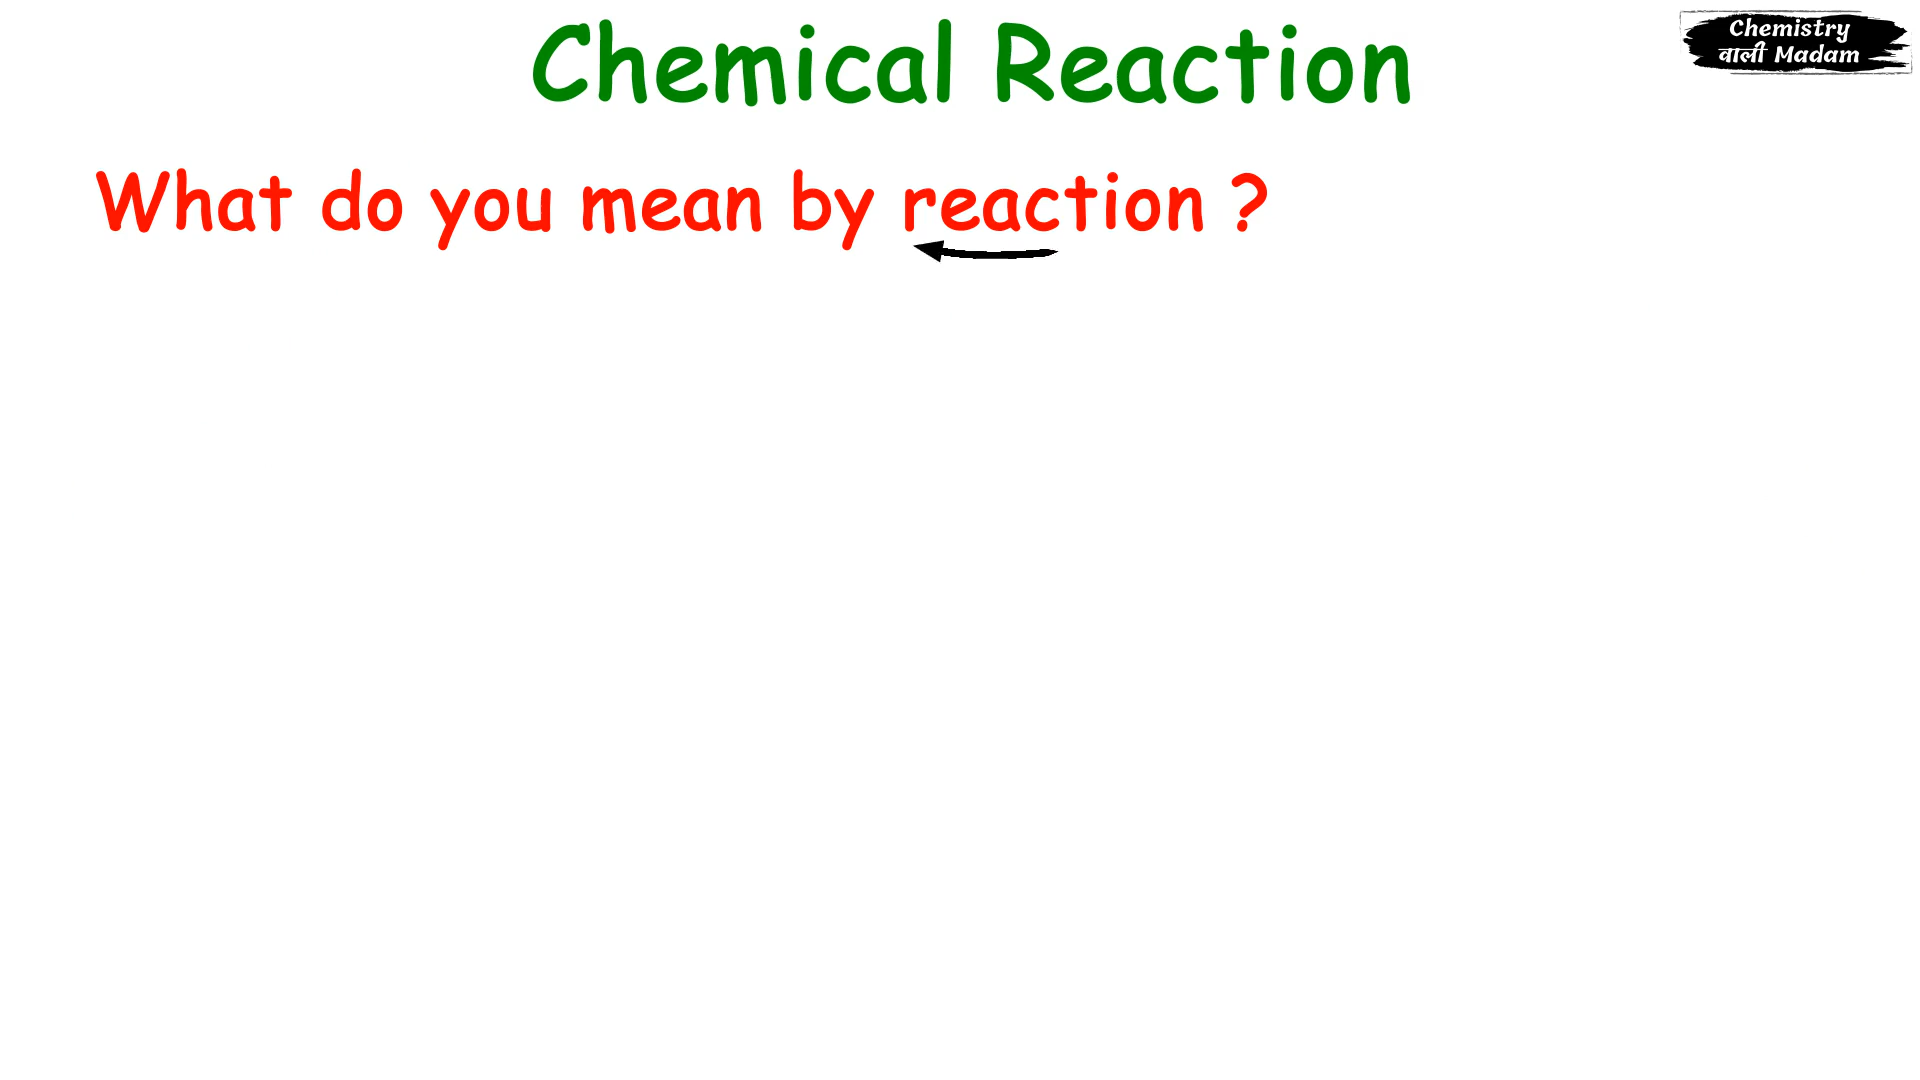 Chemical Reaction
Chemistry
वाली Madam
What do you mean by reaction ?